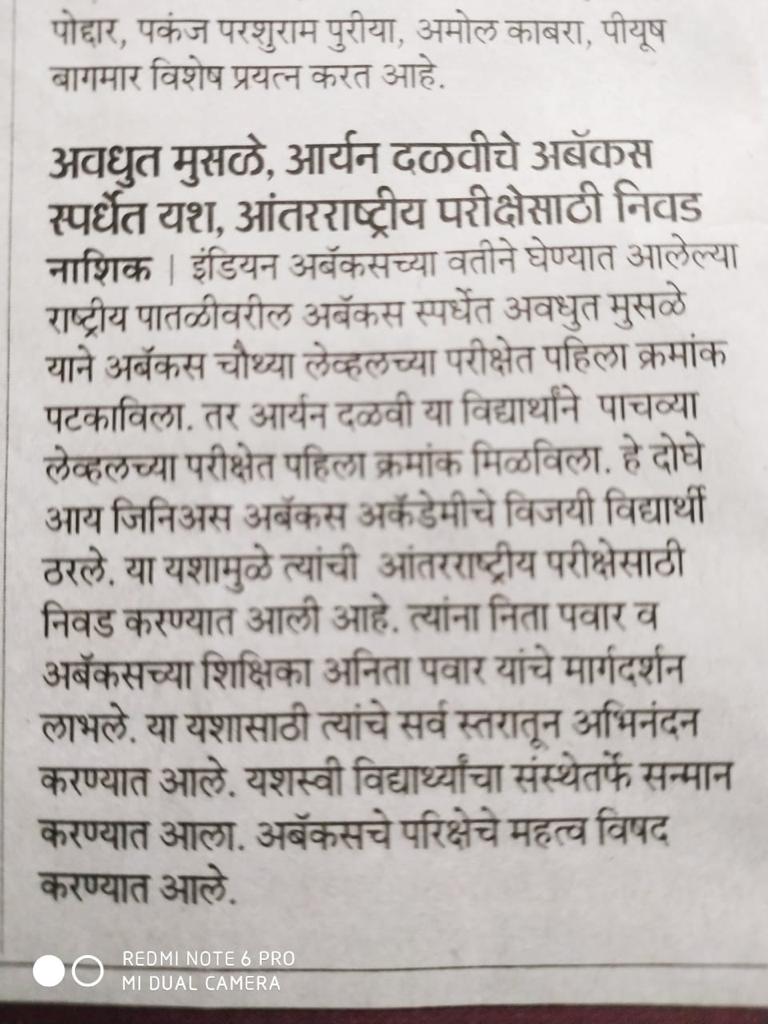 पोद्दार, पकंज परशुराम पुरीया, अमोल काबरा, पीयूष
बागमार विशेष प्रयत्न करत आहे.
अवधुत मुसळे, आर्यन दळवीचे अबॅकस
स्पर्धेत यश, आंतरराष्ट्रीय परीक्षेसाठी निवड
नाशिक | इंडियन अबॅकसच्या वतीने घेण्यात आलेल्या
राष्ट्रीय पातळीवरील अबॅकस स्पर्धेत अवधुत मुसळे
याने अबॅकस चौथ्या लेव्हलच्या परीक्षेत पहिला क्रमांक
पटकाविला. तर आर्यन दळवी या विद्यार्थांने पाचव्या
लेव्हलच्या परीक्षेत पहिला क्रमांक मिळविला. हे दोघे
आय जिनिअस अबॅकस अकॅडेमीचे विजयी विद्यार्थी
ठरले. या यशामुळे त्यांची आंतरराष्ट्रीय परीक्षेसाठी
निवड करण्यात आली आहे. त्यांना निता पवार व
अबॅकसच्या शिक्षिका अनिता पवार यांचे मार्गदर्शन
लाभले. या यशासाठी त्यांचे सर्व स्तरातून अभिनंदन
करण्यात आले. यशस्वी विद्यार्थ्यांचा संस्थेतर्फे सन्मान
करण्यात आला. अबॅकसचे परिक्षेचे महत्व विषद
करण्यात आले.
REDMI NOTE 6 PRO
MI DUAL CAMERA